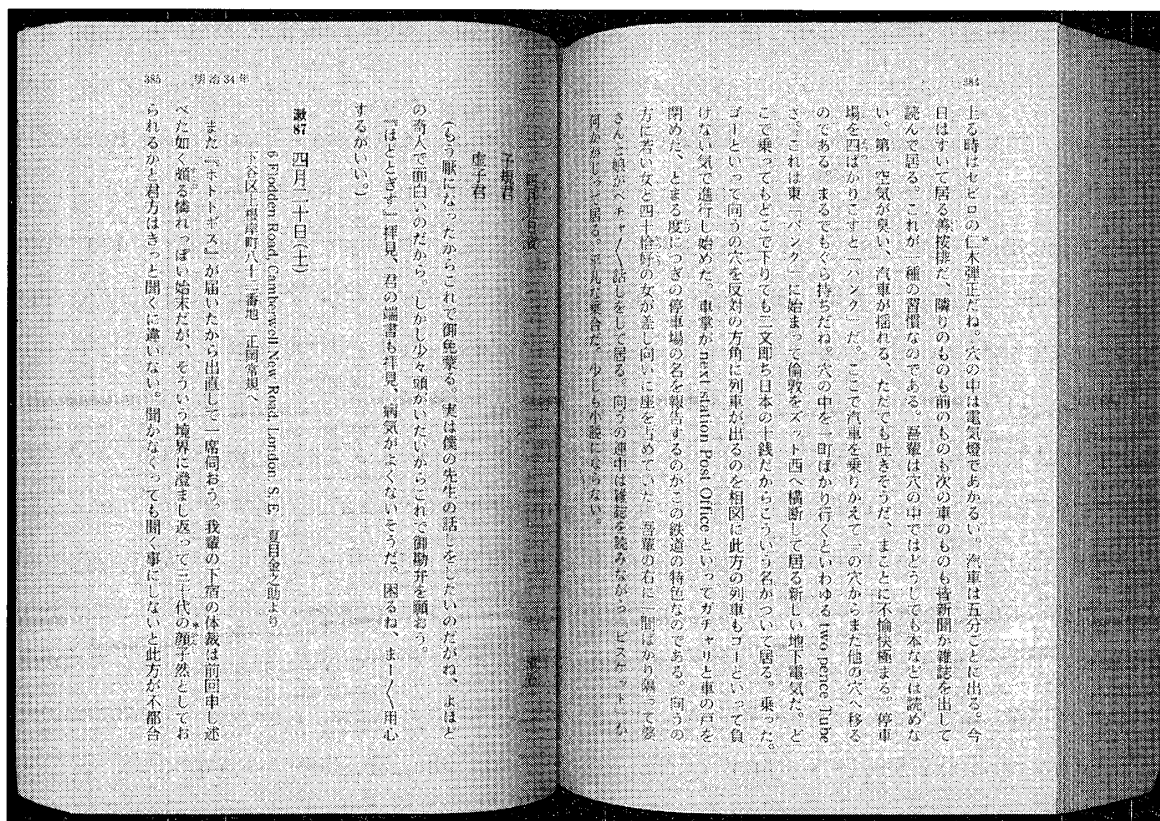 384
上る時はセビロの仁木弾正だね。穴の中は電気燈であかるい。汽車は五分ごとに出る。今
日はすいて居る善按排だ、隣りのものも前のものも次の車のものも皆新聞か雑誌を出して
読んで居る。これが一種の習慣なのである。吾輩は穴の中ではどうしても本などは読めな
い。第一空気が臭い、汽車が揺れる、ただでも吐きそうだ、まことに不愉快極まる。停車
場を四ばかりこすと「バンク」だ。ここで汽車を乗りかえて一の穴からまた他の穴へ移る
のである。まるでもぐら持ちだね。穴の中を一町ばかり行くといわゆる two pence Tube
さ。これは東「バンク」に始まって倫敦をズット西へ横断して居る新しい地下電気だ。ど
こで乗ってもどこで下りても二文即ち日本の十銭だからこういう名がついて居る。乗った。
ゴーといって向うの穴を反対の方角に列車が出るのを相図に此方の列車もゴーといって負
けない気で進行し始めた。車掌が next station Post Office といってガチャリと車の戸を
閉めた、とまる度につぎの停車場の名を報告するのがこの鉄道の特色なのである。向うの
方に若い女と四十恰好の女が差し向いに座を占めていた。吾輩の右に一間ばかり隔って婆
さんと娘がペチャ〳〵話しをして居る。向うの連中は雑誌を読みながら「ビスケット」か
何かかじって居る。平凡な乗合だ。少しも小説にならない。
385 明治34年
子規君
虚子君
(もう厭になったからこれで御免蒙る。実は僕の先生の話しをしたいのだがね、よほど
の奇人で面白いのだから。しかし少々頭がいたいからこれで御勘弁を願おう。
『ほとゝぎす』拝見、君の端書も拝見、病気がよくないそうだ。困るね、まー〳〵用心
するがいい。)
漱87 四月二十日(土)
6 Flodden Road, Camberwell New Road, London. S.E. 夏目金之助より
下谷区上根岸町八十二番地 正岡常規へ
また『ホトトギス』が届いたから出直して一席伺おう。我輩の下宿の体裁は前回申し述
べた如く頗る憐れっぽい始末だが、そういう境界に澄まし返って三十代の顔子然としてお
られるかと君方はきっと聞くに違いない。聞かなくっても聞く事にしないと此方が不都合